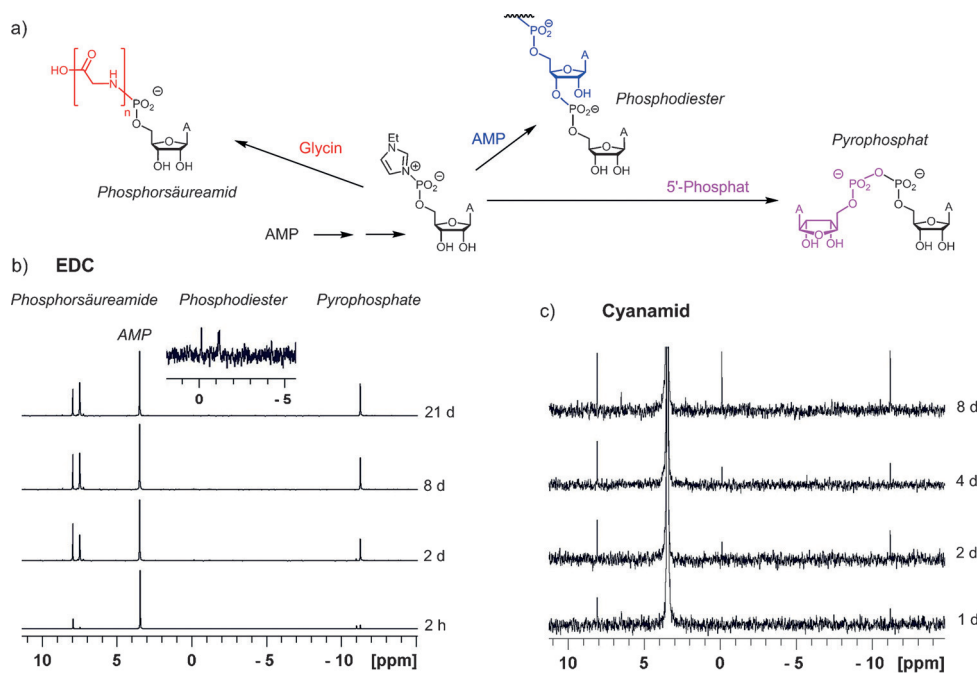 a)
HO
O
H
N
n
P
PO₂
⊖
O
O
A
OH OH
Phosphorsäureamid
Glycin
AMP
Et
N
N
⊕
PO₂
⊖
O
O
A
OH OH
AMP
PO₂
⊖
O
O
A
O OH
PO₂
⊖
O
O
A
OH OH
Phosphodiester
5'-Phosphat
Pyrophosphat
⊖
PO₂
O
PO₂
⊖
O
O
A
O
OH OH
O
A
OH OH
b) EDC
Phosphorsäureamide Phosphodiester Pyrophosphate
AMP
0 - 5
21 d
8 d
2 d
2 h
10 5 0 - 5 - 10 [ppm]
c) Cyanamid
8 d
4 d
2 d
1 d
10 5 0 - 5 - 10 [ppm]